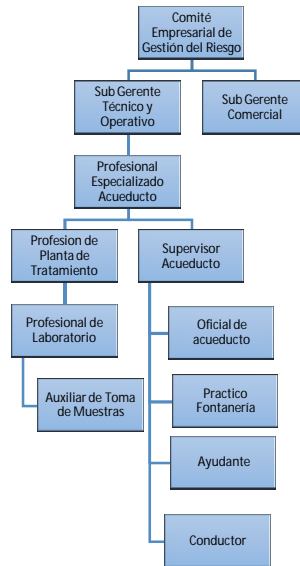 Comité
Empresarial de
Gestión del Riesgo
Sub Gerente
Técnico y
Operativo
Sub Gerente
Comercial
Profesional
Especializado
Acueducto
Profesion de
Planta de
Tratamiento
Supervisor
Acueducto
Profesional de
Laboratorio
Oficial de
acueducto
Auxiliar de Toma
de Muestras
Practico
Fontanería
Ayudante
Conductor